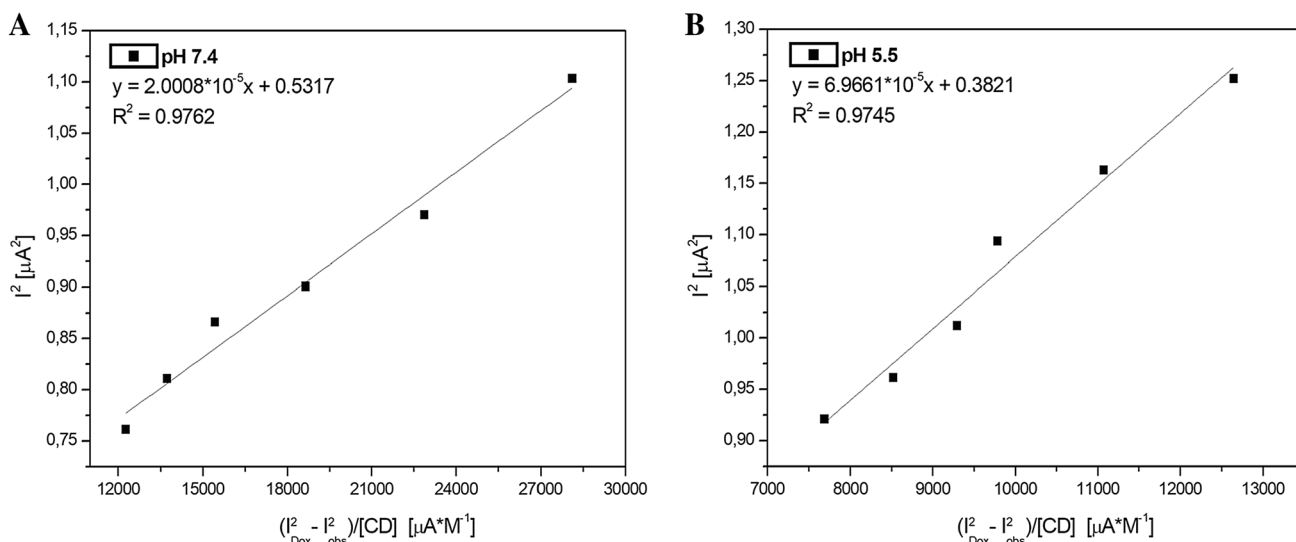 A
pH 7.4
y = 2.0008*10⁻⁵x + 0.5317
R² = 0.9762
1,15
1,10
1,05
1,00
0,95
0,90
0,85
0,80
0,75
I² [µA²]
12000 15000 18000 21000 24000 27000 30000
(I²Dox - I²obs)/[CD] [µA*M⁻¹]
B
pH 5.5
y = 6.9661*10⁻⁵x + 0.3821
R² = 0.9745
1,30
1,25
1,20
1,15
1,10
1,05
1,00
0,95
0,90
I² [µA²]
7000 8000 9000 10000 11000 12000 13000
(I²Dox - I²obs)/[CD] [µA*M⁻¹]